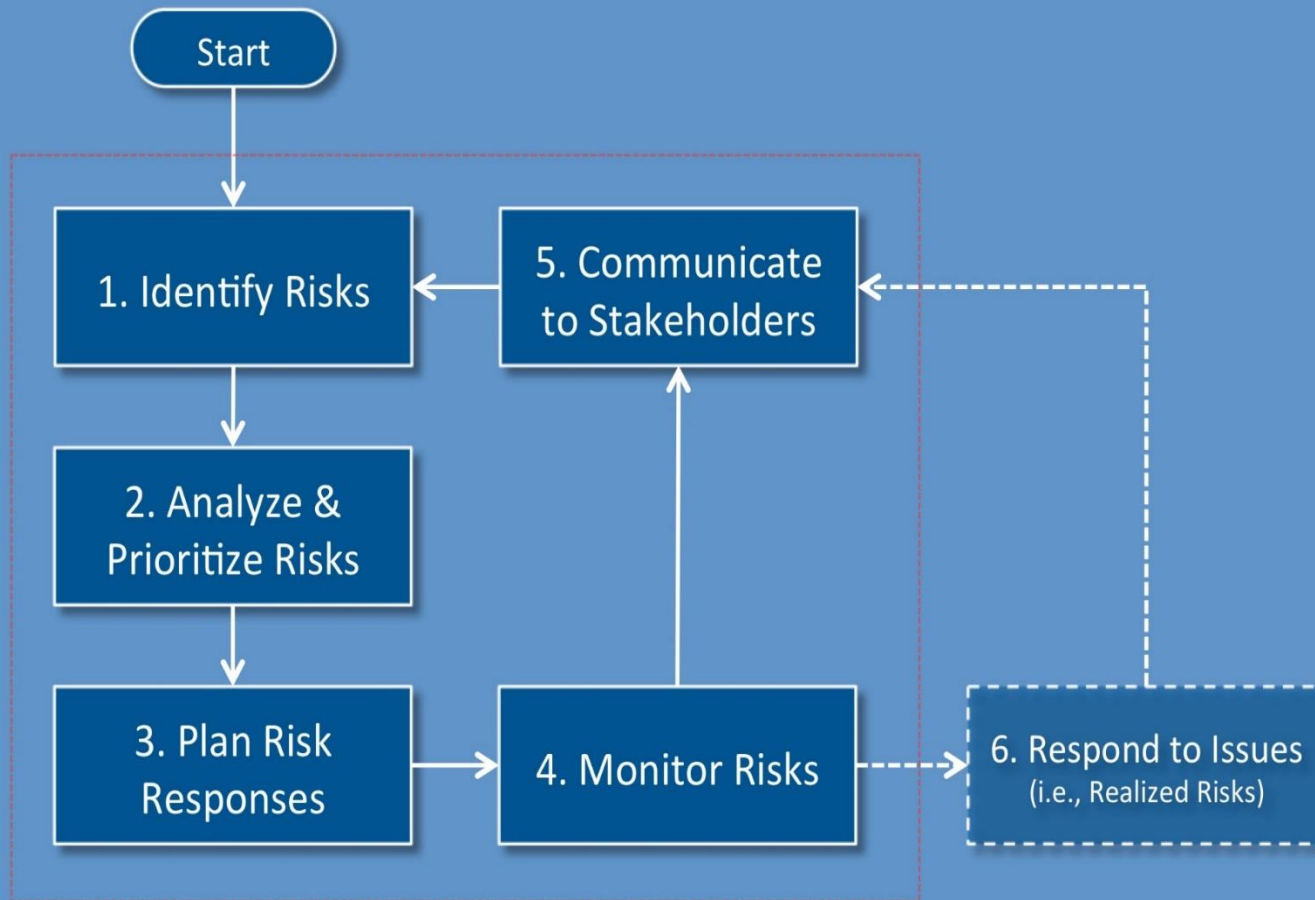 Start
1. Identify Risks
2. Analyze &
Prioritize Risks
3. Plan Risk
Responses
4. Monitor Risks
5. Communicate
to Stakeholders
6. Respond to Issues
(i.e., Realized Risks)